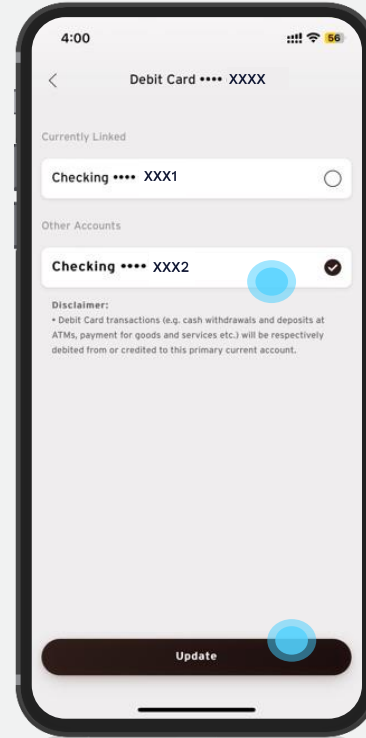 4:00
56
Debit Card •••• XXXX
Currently Linked
Checking •••• XXX1
Other Accounts
Checking •••• XXX2
Disclaimer:
• Debit Card transactions (e.g. cash withdrawals and deposits at
ATMs, payment for goods and services etc.) will be respectively
debited from or credited to this primary current account.
Update